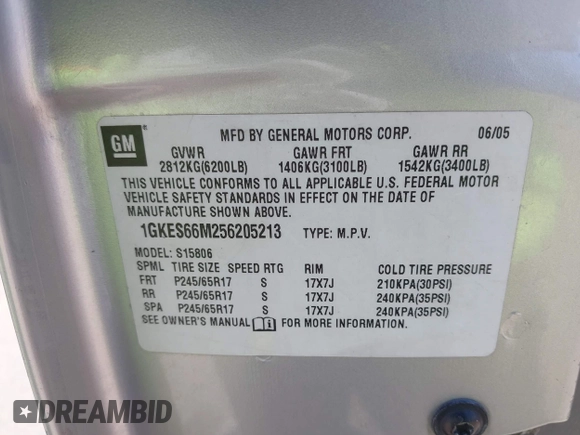 GM
MFD BY GENERAL MOTORS CORP. 06/05
GVWR GAWR FRT GAWR RR
2812KG(6200LB) 1406KG(3100LB) 1542KG(3400LB)
THIS VEHICLE CONFORMS TO ALL APPLICABLE U.S. FEDERAL MOTOR
VEHICLE SAFETY STANDARDS IN EFFECT ON THE DATE OF
MANUFACTURE SHOWN ABOVE.
1GKES66M256205213 TYPE: M.P.V.
MODEL: S15806
SPML TIRE SIZE SPEED RTG RIM COLD TIRE PRESSURE
FRT P245/65R17 S 17X7J 210KPA(30PSI)
RR P245/65R17 S 17X7J 240KPA(35PSI)
SPA P245/65R17 S 17X7J 240KPA(35PSI)
SEE OWNER'S MANUAL FOR MORE INFORMATION.
DREAMBID